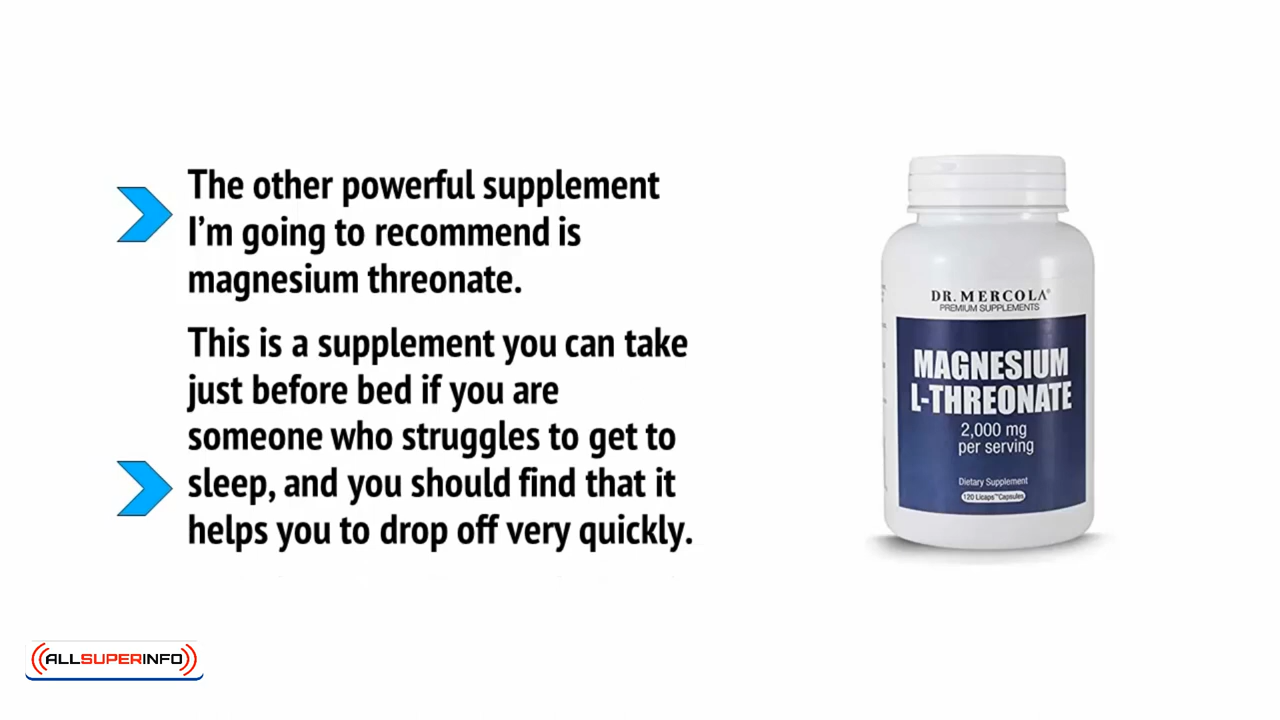 The other powerful supplement
I'm going to recommend is
magnesium threonate.
This is a supplement you can take
just before bed if you are
someone who struggles to get to
sleep, and you should find that it
helps you to drop off very quickly.
DR. MERCOLA®
PREMIUM SUPPLEMENTS
MAGNESIUM
L-THREONATE
2,000 mg
per serving
Dietary Supplement
120 Licaps™ Capsules
ALLSUPERINFO